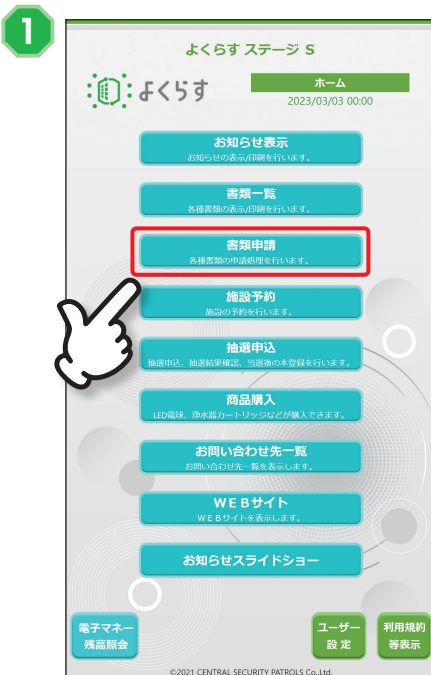 1
よくらす ステージ S
よくらす
ホーム
2023/03/03 00:00
お知らせ表示
お知らせの表示/印刷を行います。
書類一覧
各種書類の表示/印刷を行います。
書類申請
各種書類の申請処理を行います。
施設予約
施設の予約を行います。
抽選申込
抽選申込、抽選結果確認、当選後の本登録を行います。
商品購入
LED電球、浄水器カートリッジなどが購入できます。
お問い合わせ先一覧
お問い合わせ先一覧を表示します。
WEBサイト
WEBサイトを表示します。
お知らせスライドショー
電子マネー
残高照会
ユーザー
設 定
利用規約
等表示
©2021 CENTRAL SECURITY PATROLS Co.,Ltd.